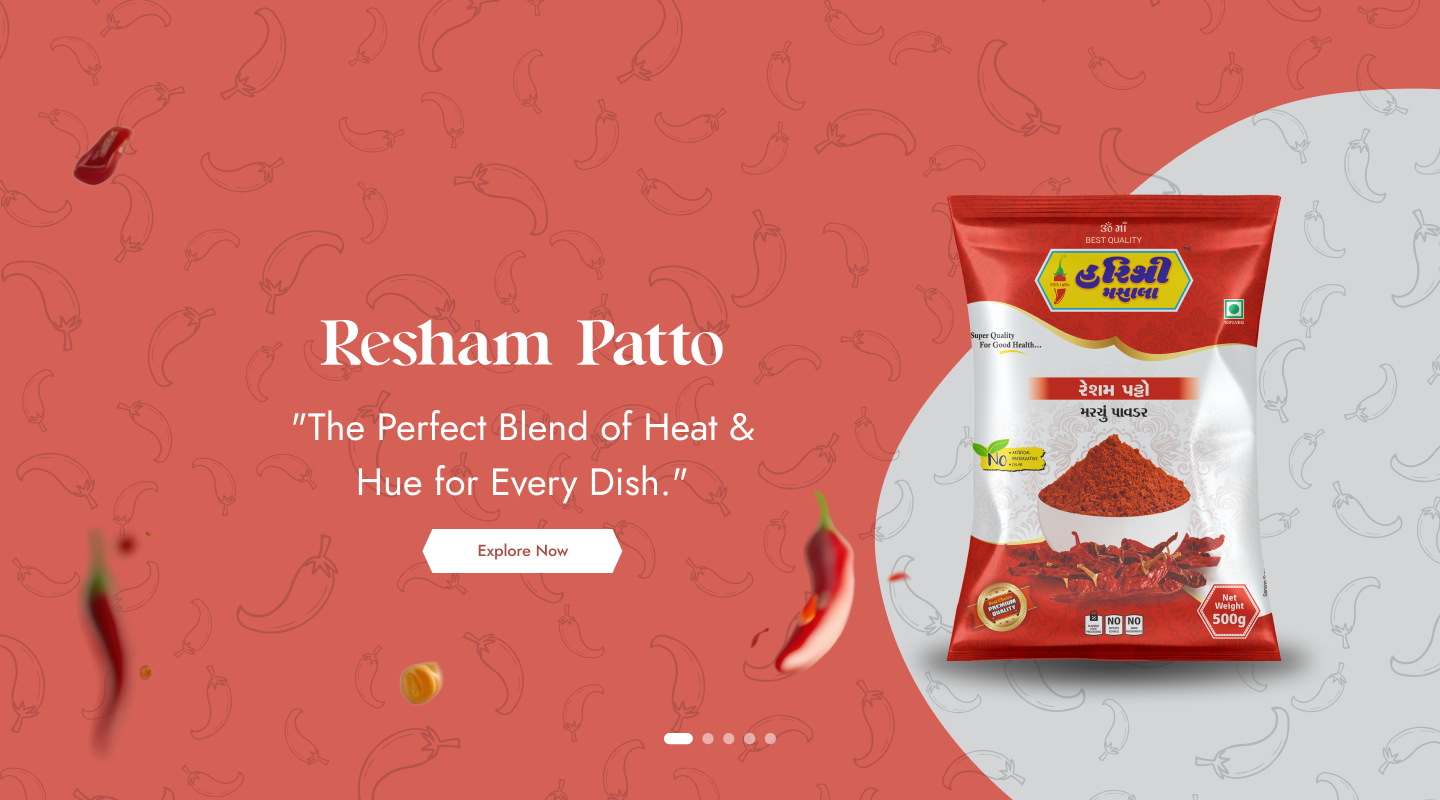 Resham Patto
"The Perfect Blend of Heat &
Hue for Every Dish."
Explore Now
ૐ માઁ
BEST QUALITY
હરિશ્રી
મસાલા
Super Quality
For Good Health...
રેશમ પટ્ટો
મરચું પાવડર
No
PREMIUM
QUALITY
NO
NO
Net
Weight
500g